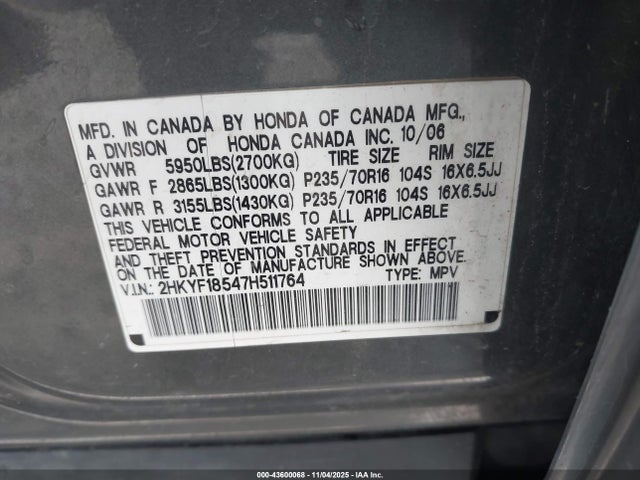 MFD. IN CANADA BY HONDA OF CANADA MFG.,
A DIVISION OF HONDA CANADA INC. 10/06
GVWR 5950LBS(2700KG) TIRE SIZE RIM SIZE
GAWR F 2865LBS(1300KG) P235/70R16 104S 16X6.5JJ
GAWR R 3155LBS(1430KG) P235/70R16 104S 16X6.5JJ
THIS VEHICLE CONFORMS TO ALL APPLICABLE
FEDERAL MOTOR VEHICLE SAFETY
AND THEFT PREVENTION STANDARDS IN EFFECT
ON THE DATE OF MANUFACTURE SHOWN ABOVE.
V.I.N.: 2HKYF18547H511764 TYPE: MPV
000-43600068 - 11/04/2025 - IAA Inc.